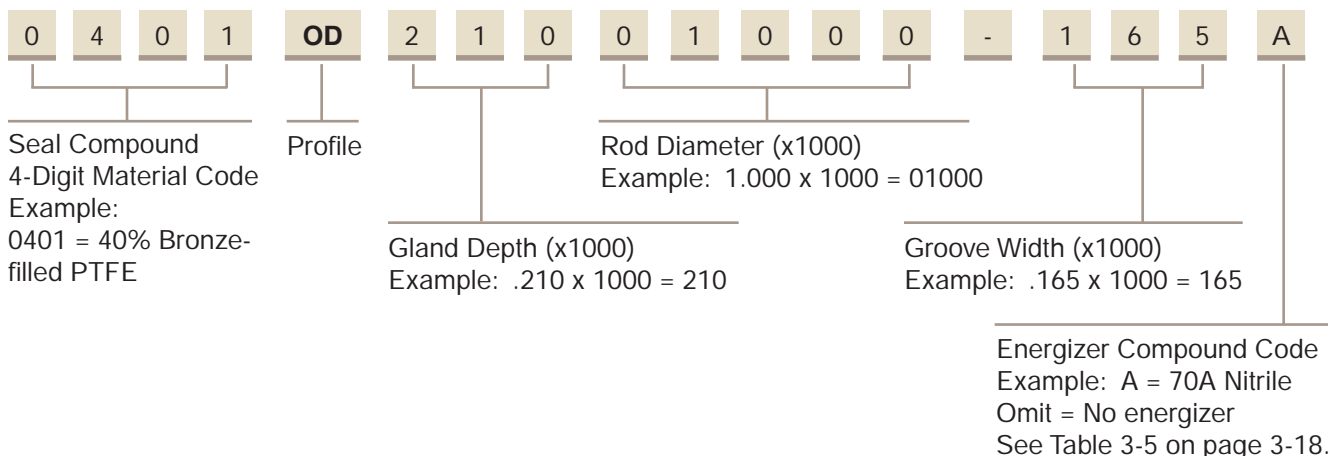 0 4 0 1 OD 2 1 0 0 1 0 0 0 - 1 6 5 A
Seal Compound
4-Digit Material Code
Example:
0401 = 40% Bronze-
filled PTFE
Profile
Rod Diameter (x1000)
Example: 1.000 x 1000 = 01000
Gland Depth (x1000)
Example: .210 x 1000 = 210
Groove Width (x1000)
Example: .165 x 1000 = 165
Energizer Compound Code
Example: A = 70A Nitrile
Omit = No energizer
See Table 3-5 on page 3-18.